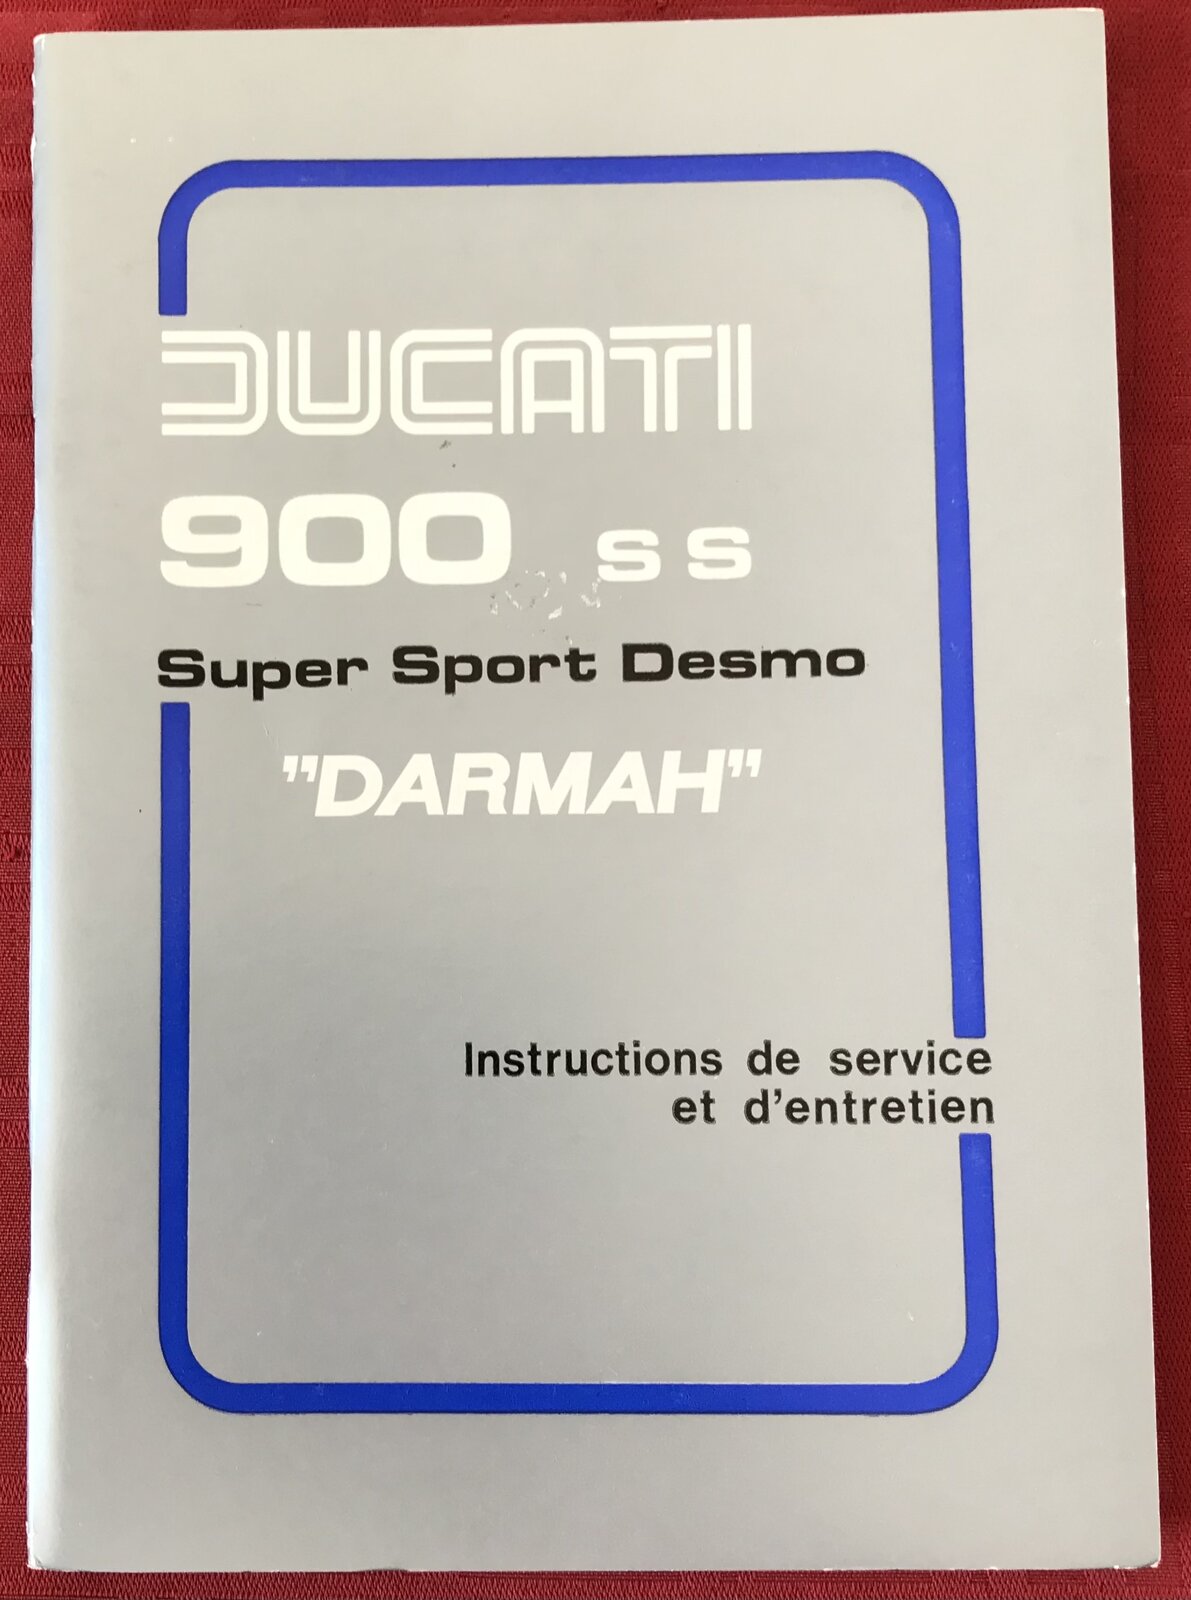 DUCATI
900 SS
Super Sport Desmo
"DARMAH"
Instructions de service
et d'entretien